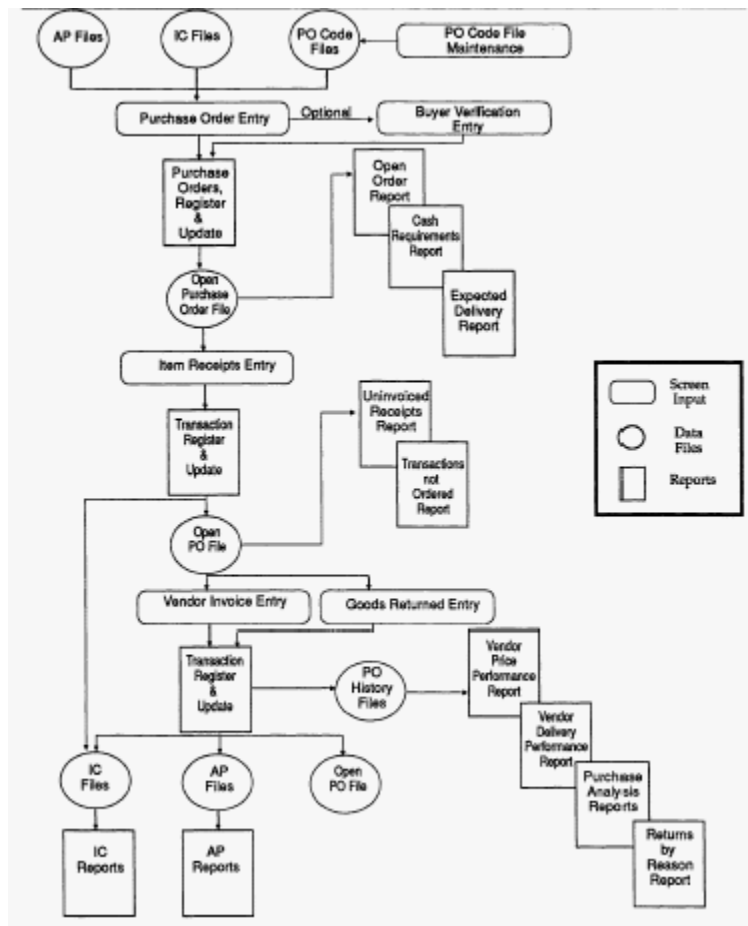 AP Files
IC Files
PO Code
Files
PO Code File
Maintenance
Purchase Order Entry
Optional
Buyer Verification
Entry
Purchase
Orders,
Register
&
Update
Open
Order
Report
Cash
Requirements
Report
Expected
Delivery
Report
Open
Purchase
Order File
Item Receipts Entry
Transaction
Register
&
Update
Uninvoiced
Receipts
Report
Transactions
not
Ordered
Report
Screen
Input
Data
Files
Reports
Open
PO File
Vendor Invoice Entry
Goods Returned Entry
Transaction
Register
&
Update
PO
History
Files
Vendor
Price
Performance
Report
Vendor
Delivery
Performance
Report
Purchase
Analysis
Reports
Returns
by
Reason
Report
IC
Files
AP
Files
Open
PO File
IC
Reports
AP
Reports